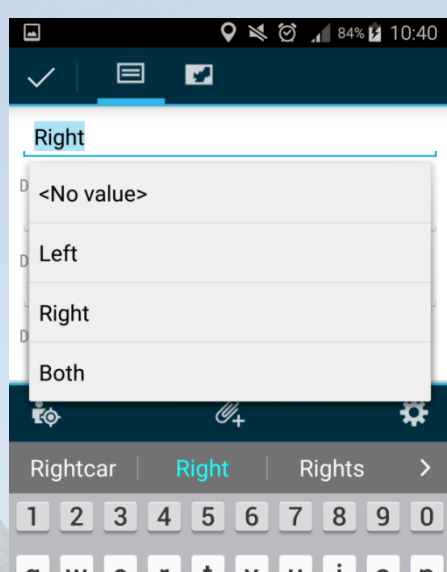 84% 10:40
Right
D
<No value>
Left
D
Right
D
Both
Rightcar Right Rights >
1 2 3 4 5 6 7 8 9 0
q w e r t y u i o p